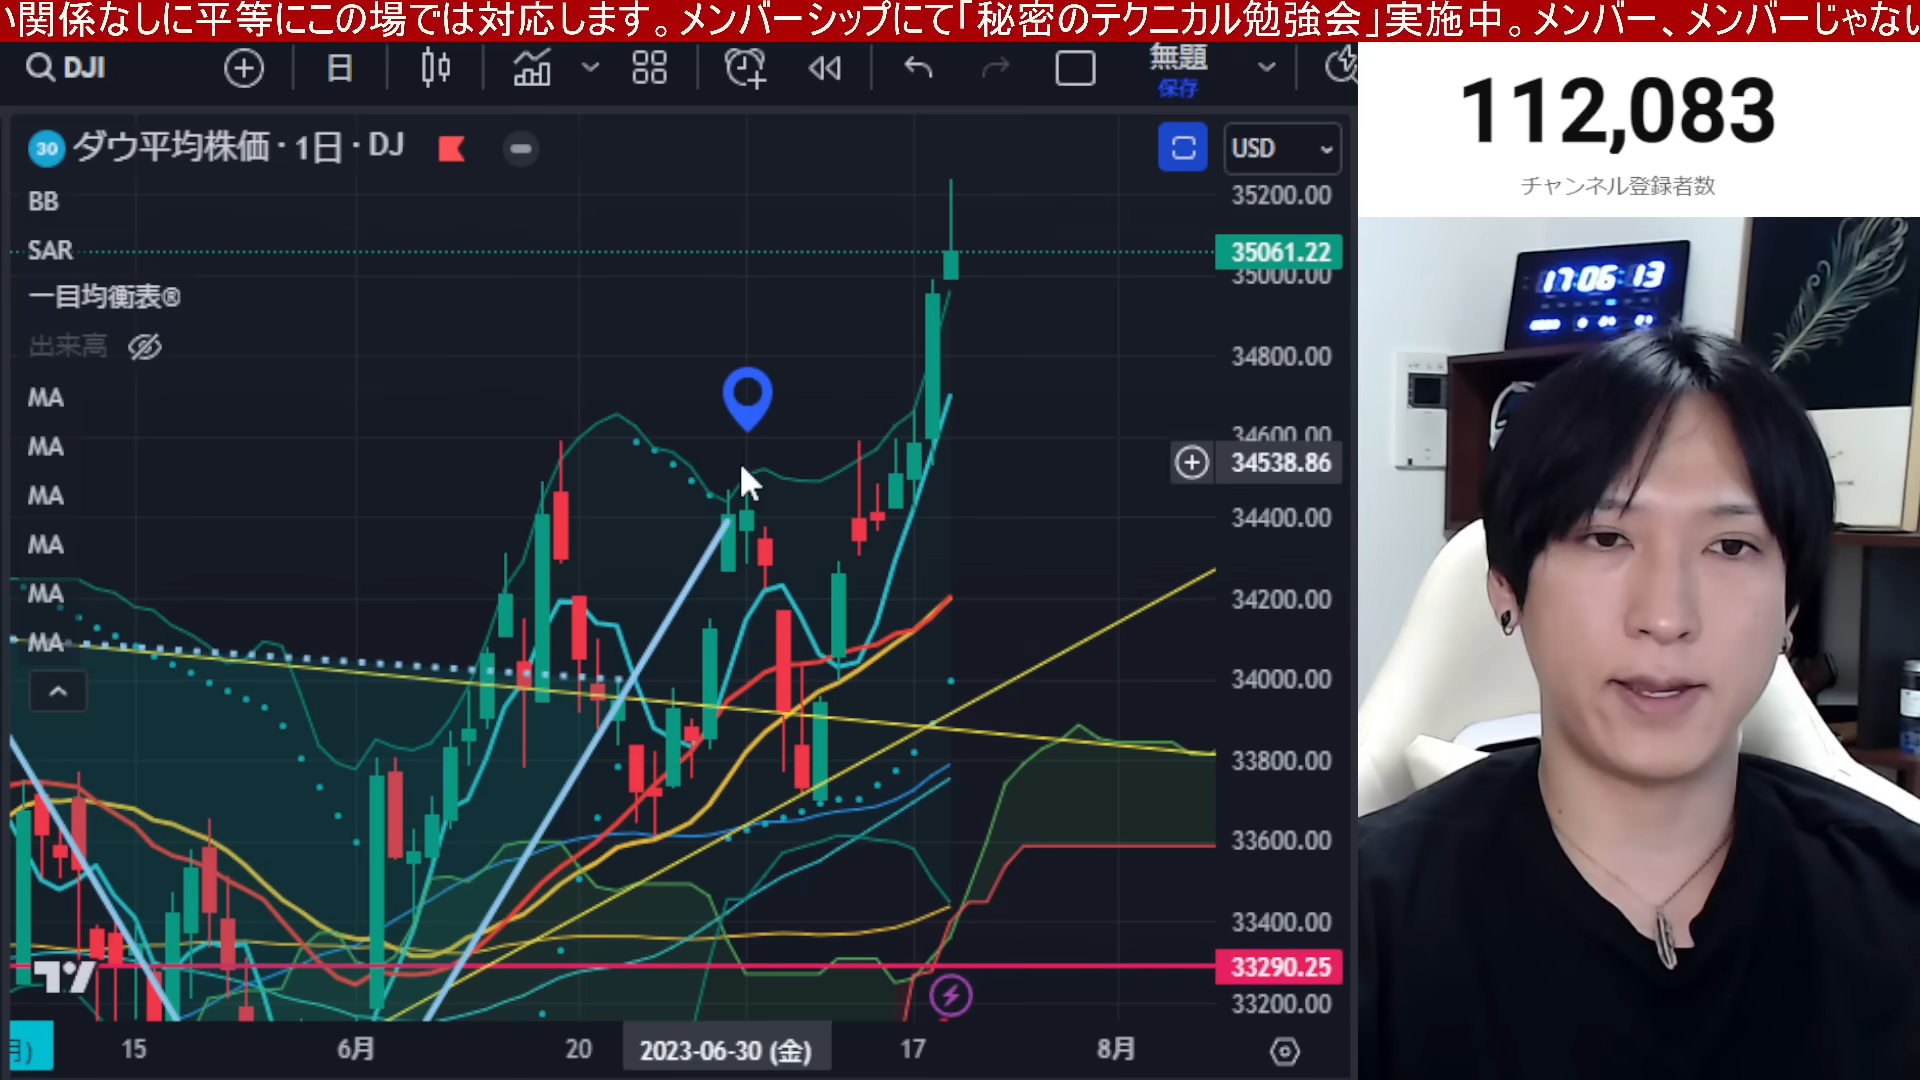 い関係なしに平等にこの場では対応します。メンバーシップにて「秘密のテクニカル勉強会」実施中。メンバー、メンバーじゃない
DJI
日
無題
保存
112,083
チャンネル登録者数
30 ダウ平均株価・1日・DJ
USD
BB
SAR
一目均衡表®
出来高
MA
MA
MA
MA
MA
MA
35200.00
35061.22
35000.00
34800.00
34600.00
34538.86
34400.00
34200.00
34000.00
33800.00
33600.00
33400.00
33290.25
33200.00
月)
15
6月
20
2023-06-30 (金)
17
8月
17:06 13